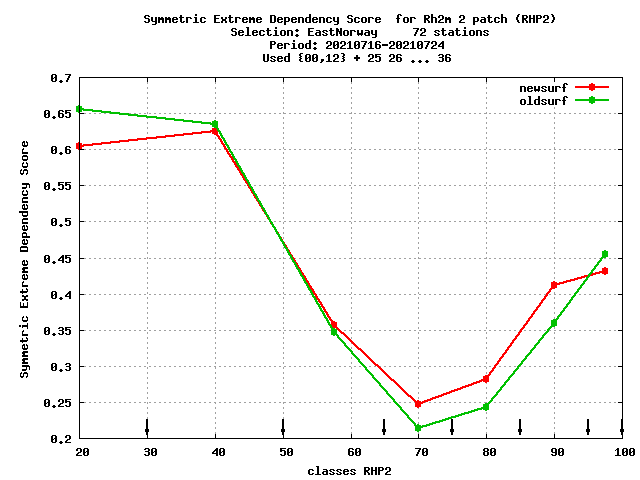 Symmetric Extreme Dependency Score  for Rh2m 2 patch (RHP2)
Selection: EastNorway     72 stations
Period: 20210716-20210724
Used {00,12} + 25 26 ... 36
newsurf
oldsurf
0.7
0.65
0.6
0.55
0.5
0.45
0.4
0.35
0.3
0.25
0.2
Symmetric Extreme Dependency Score
20 30 40 50 60 70 80 90 100
classes RHP2